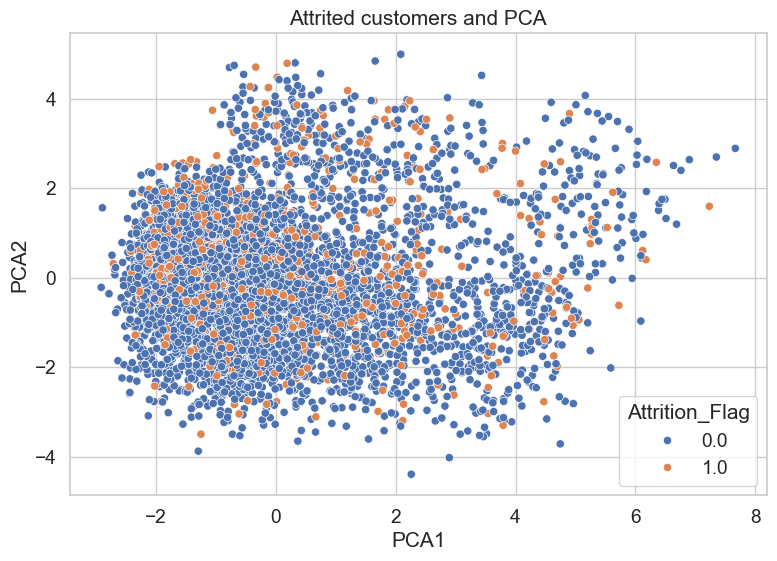 Attrited customers and PCA
PCA2
4
2
0
−2
−4
Attrition_Flag
0.0
1.0
−2 0 2 4 6 8
PCA1